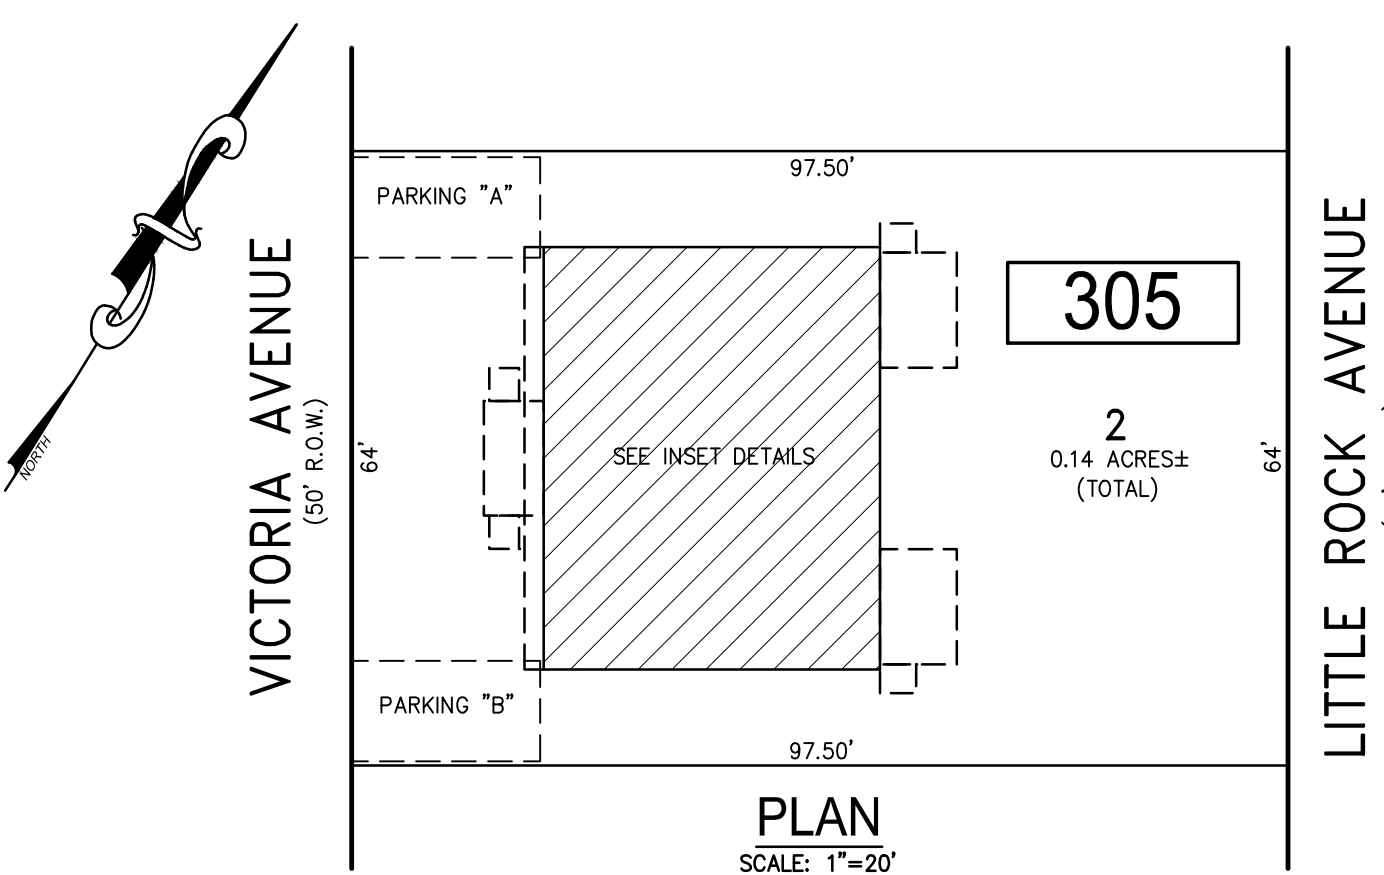 97.50'
PARKING "A"
305
VICTORIA AVENUE
(50' R.O.W.)
64'
SEE INSET DETAILS
2
0.14 ACRES±
(TOTAL)
64'
LITTLE ROCK AVENUE
NORTH
PARKING "B"
97.50'
PLAN
SCALE: 1"=20'